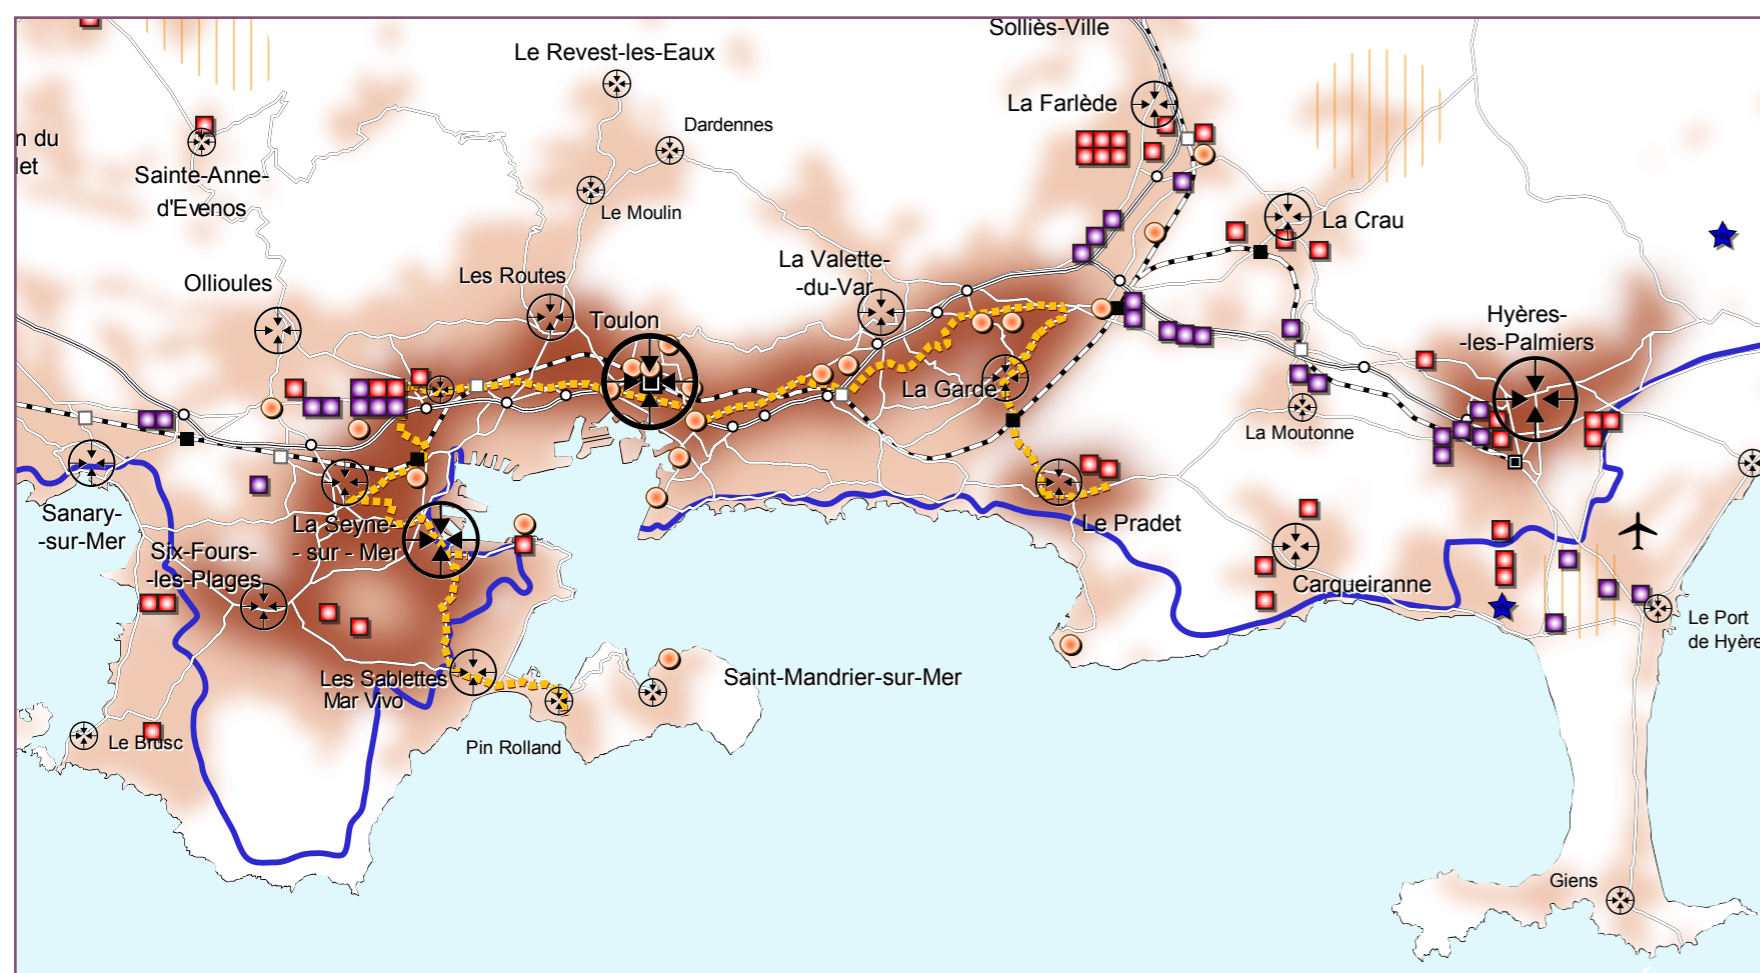 Solliès-Ville
Le Revest-les-Eaux
La Farlède
Dardennes
n du
let
Sainte-Anne-
d'Evenos
Le Moulin
La Crau
La Valette-
-du-Var
Les Routes
Ollioules
Toulon
Hyères-
-les-Palmiers
La Garde
La Moutonne
Sanary-
-sur-Mer
La Seyne-
- sur - Mer
Le Pradet
Six-Fours-
-les-Plages
Carqueiranne
Le Port
de Hyère
Les Sablettes
Mar Vivo
Saint-Mandrier-sur-Mer
Le Brusc
Pin Rolland
Giens